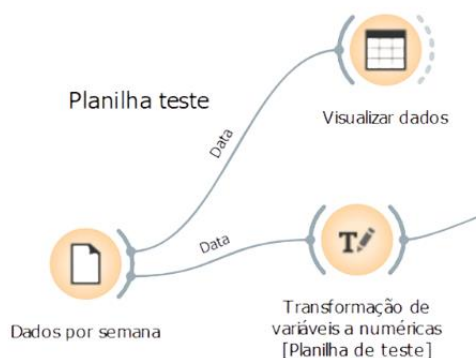 Planilha teste
Visualizar dados
Data
Data
Dados por semana
Transformação de
variáveis a numéricas
[Planilha de teste]